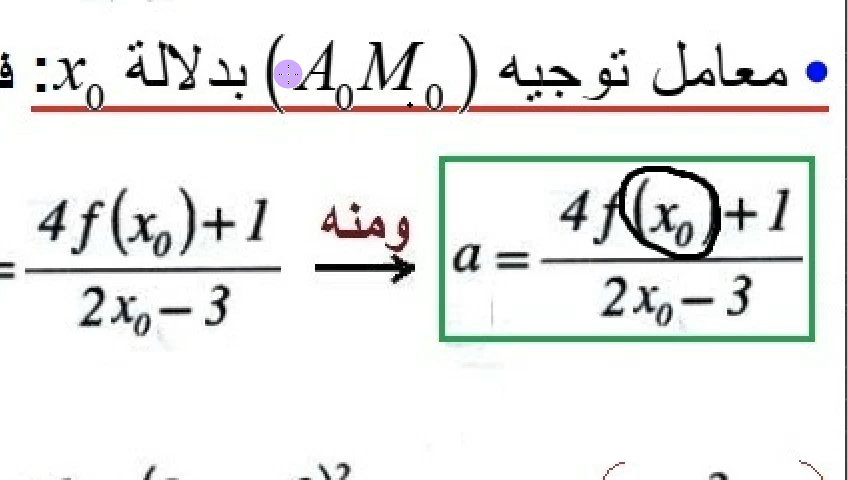 • معامل توجيه (A₀M₀) بدلالة x₀:
a = (4f(x₀)+1)/(2x₀−3) ومنه = (4f(x₀)+1)/(2x₀−3)